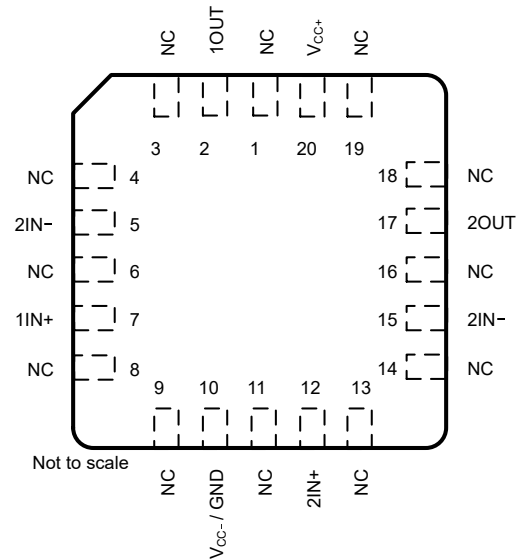 NC 1OUT NC VCC+ NC
3 2 1 20 19
NC 4
2IN− 5
NC 6
1IN+ 7
NC 8
18 NC
17 2OUT
16 NC
15 2IN−
14 NC
9 10 11 12 13
Not to scale
NC VCC− / GND NC 2IN+ NC